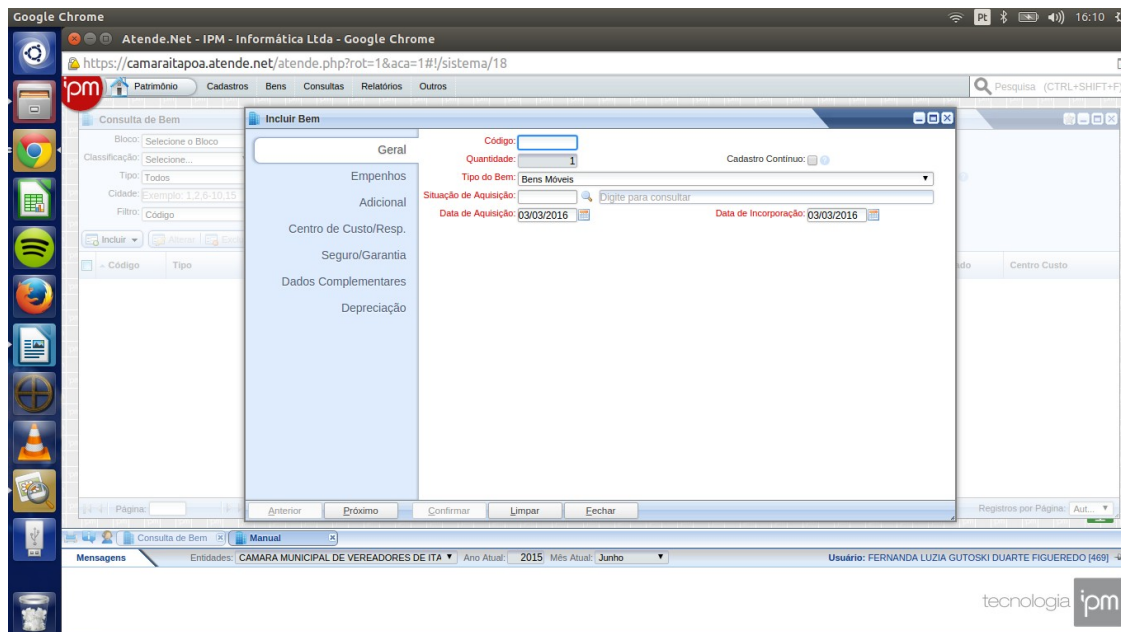 Google Chrome
Pt
16:10
Atende.Net - IPM - Informática Ltda - Google Chrome
https://camaraitapoa.atende.net/atende.php?rot=1&aca=1#!/sistema/18
ipm Patrimônio Cadastros Bens Consultas Relatórios Outros Pesquisa (CTRL+SHIFT+F)
Consulta de Bem
Bloco: Selecione o Bloco
Classificação: Selecione...
Tipo: Todos
Cidade: Exemplo: 1,2,6-10,15
Filtro: Código
Incluir Alterar
Código Tipo
Incluir Bem
Geral
Empenhos
Adicional
Centro de Custo/Resp.
Seguro/Garantia
Dados Complementares
Depreciação
Código:
Quantidade: 1 Cadastro Contínuo:
Tipo do Bem: Bens Móveis
Situação de Aquisição: Digite para consultar
Data de Aquisição: 03/03/2016 Data de Incorporação: 03/03/2016
Centro Custo
Anterior Próximo Confirmar Limpar Fechar
Página: Registros por Página: Aut...
Consulta de Bem Manual
Mensagens Entidades: CAMARA MUNICIPAL DE VEREADORES DE ITA Ano Atual: 2015 Mês Atual: Junho Usuário: FERNANDA LUZIA GUTOSKI DUARTE FIGUEREDO [469]
tecnologia ipm